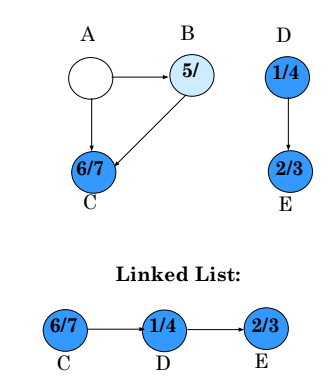 A B D
5/ 1/4
6/7 2/3
C E
Linked List:
6/7 1/4 2/3
C D E